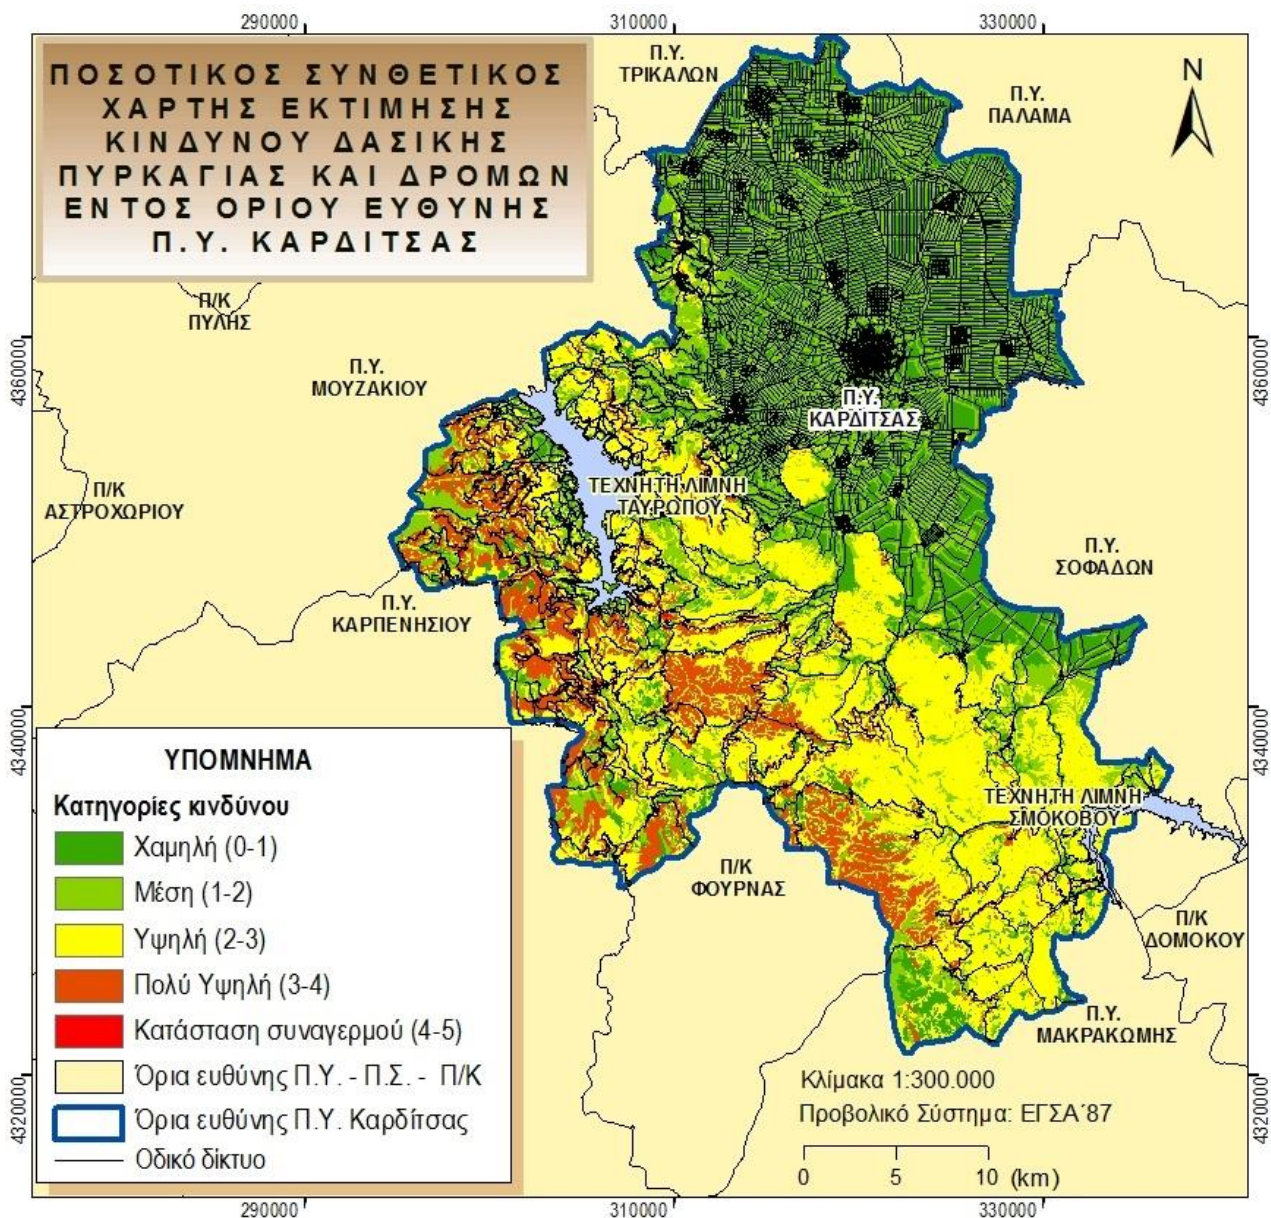 290000
310000
330000
ΠΟΣΟΤΙΚΟΣ ΣΥΝΘΕΤΙΚΟΣ
ΧΑΡΤΗΣ ΕΚΤΙΜΗΣΗΣ
ΚΙΝΔΥΝΟΥ ΔΑΣΙΚΗΣ
ΠΥΡΚΑΓΙΑΣ ΚΑΙ ΔΡΟΜΩΝ
ΕΝΤΟΣ ΟΡΙΟΥ ΕΥΘΥΝΗΣ
Π.Υ. ΚΑΡΔΙΤΣΑΣ
Π.Υ.
ΤΡΙΚΑΛΩΝ
Π.Υ.
ΠΑΛΑΜΑ
N
Π/Κ
ΠΥΛΗΣ
Π.Υ.
ΜΟΥΖΑΚΙΟΥ
4360000
4360000
Π.Υ.
ΚΑΡΔΙΤΣΑΣ
Π/Κ
ΑΣΤΡΟΧΩΡΙΟΥ
ΤΕΧΝΗΤΗ ΛΙΜΝΗ
ΤΑΥΡΩΠΟΥ
Π.Υ.
ΣΟΦΑΔΩΝ
Π.Υ.
ΚΑΡΠΕΝΗΣΙΟΥ
4340000
4340000
ΤΕΧΝΗΤΗ ΛΙΜΝΗ
ΣΜΟΚΟΒΟΥ
Π/Κ
ΦΟΥΡΝΑΣ
Π/Κ
ΔΟΜΟΚΟΥ
Π.Υ.
ΜΑΚΡΑΚΩΜΗΣ
ΥΠΟΜΝΗΜΑ
Κατηγορίες κινδύνου
Χαμηλή (0-1)
Μέση (1-2)
Υψηλή (2-3)
Πολύ Υψηλή (3-4)
Κατάσταση συναγερμού (4-5)
Όρια ευθύνης Π.Υ. - Π.Σ. - Π/Κ
Όρια ευθύνης Π.Υ. Καρδίτσας
Οδικό δίκτυο
4320000
4320000
Κλίμακα 1:300.000
Προβολικό Σύστημα: ΕΓΣΑ΄87
0 5 10 (km)
290000
310000
330000